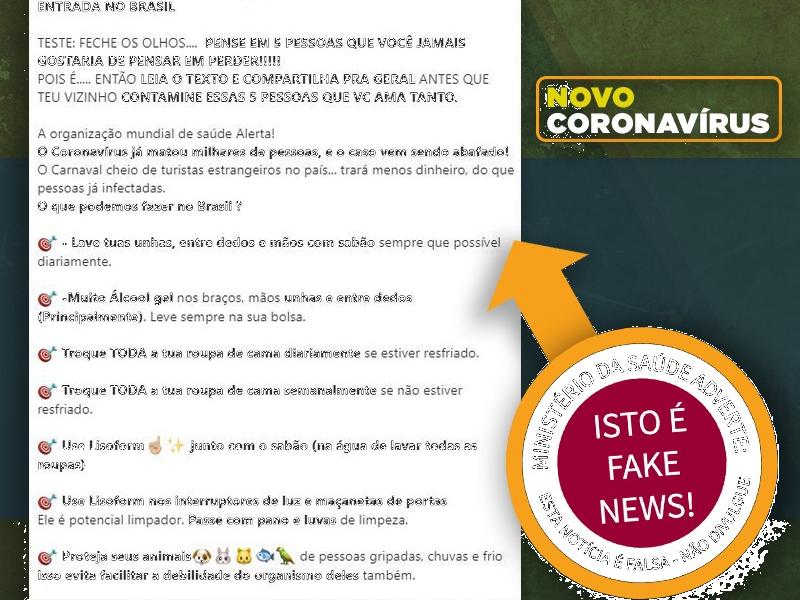 ENTRADA NO BRASIL
TESTE: FECHE OS OLHOS.... PENSE EM 5 PESSOAS QUE VOCÊ JAMAIS
GOSTARIA DE PENSAR EM PERDER!!!!!
POIS É..... ENTÃO LEIA O TEXTO E COMPARTILHA PRA GERAL ANTES QUE
TEU VIZINHO CONTAMINE ESSAS 5 PESSOAS QUE VC AMA TANTO.
A organização mundial de saúde Alerta!
O Coronavírus já matou milhares de pessoas, e o caso vem sendo abafado!
O Carnaval cheio de turistas estrangeiros no país... trará menos dinheiro, do que
pessoas já infectadas.
O que podemos fazer no Brasil ?
🎯 - Lave tuas unhas, entre dedos e mãos com sabão sempre que possível
diariamente.
🎯 -Muito Álcool gel nos braços, mãos unhas e entre dedos
(Principalmente). Leve sempre na sua bolsa.
🎯 Troque TODA a tua roupa de cama diariamente se estiver resfriado.
🎯 Troque TODA a tua roupa de cama semanalmente se não estiver
resfriado.
🎯 Use Lisoform ☝🏼 ✨ junto com o sabão (na água de lavar todas as
roupas)
🎯 Use Lisoform nos interruptores de luz e maçanetas de portas
Ele é potencial limpador. Passe com pano e luvas de limpeza.
🎯 Proteja seus animais🐶🐰🐱🐟🦜 de pessoas gripadas, chuvas e frio
isso evita facilitar a debilidade do organismo deles também.
NOVO
CORONAVÍRUS
MINISTÉRIO DA SAÚDE ADVERTE:
ISTO É
FAKE
NEWS!
ESTA NOTÍCIA É FALSA - NÃO DIVULGUE